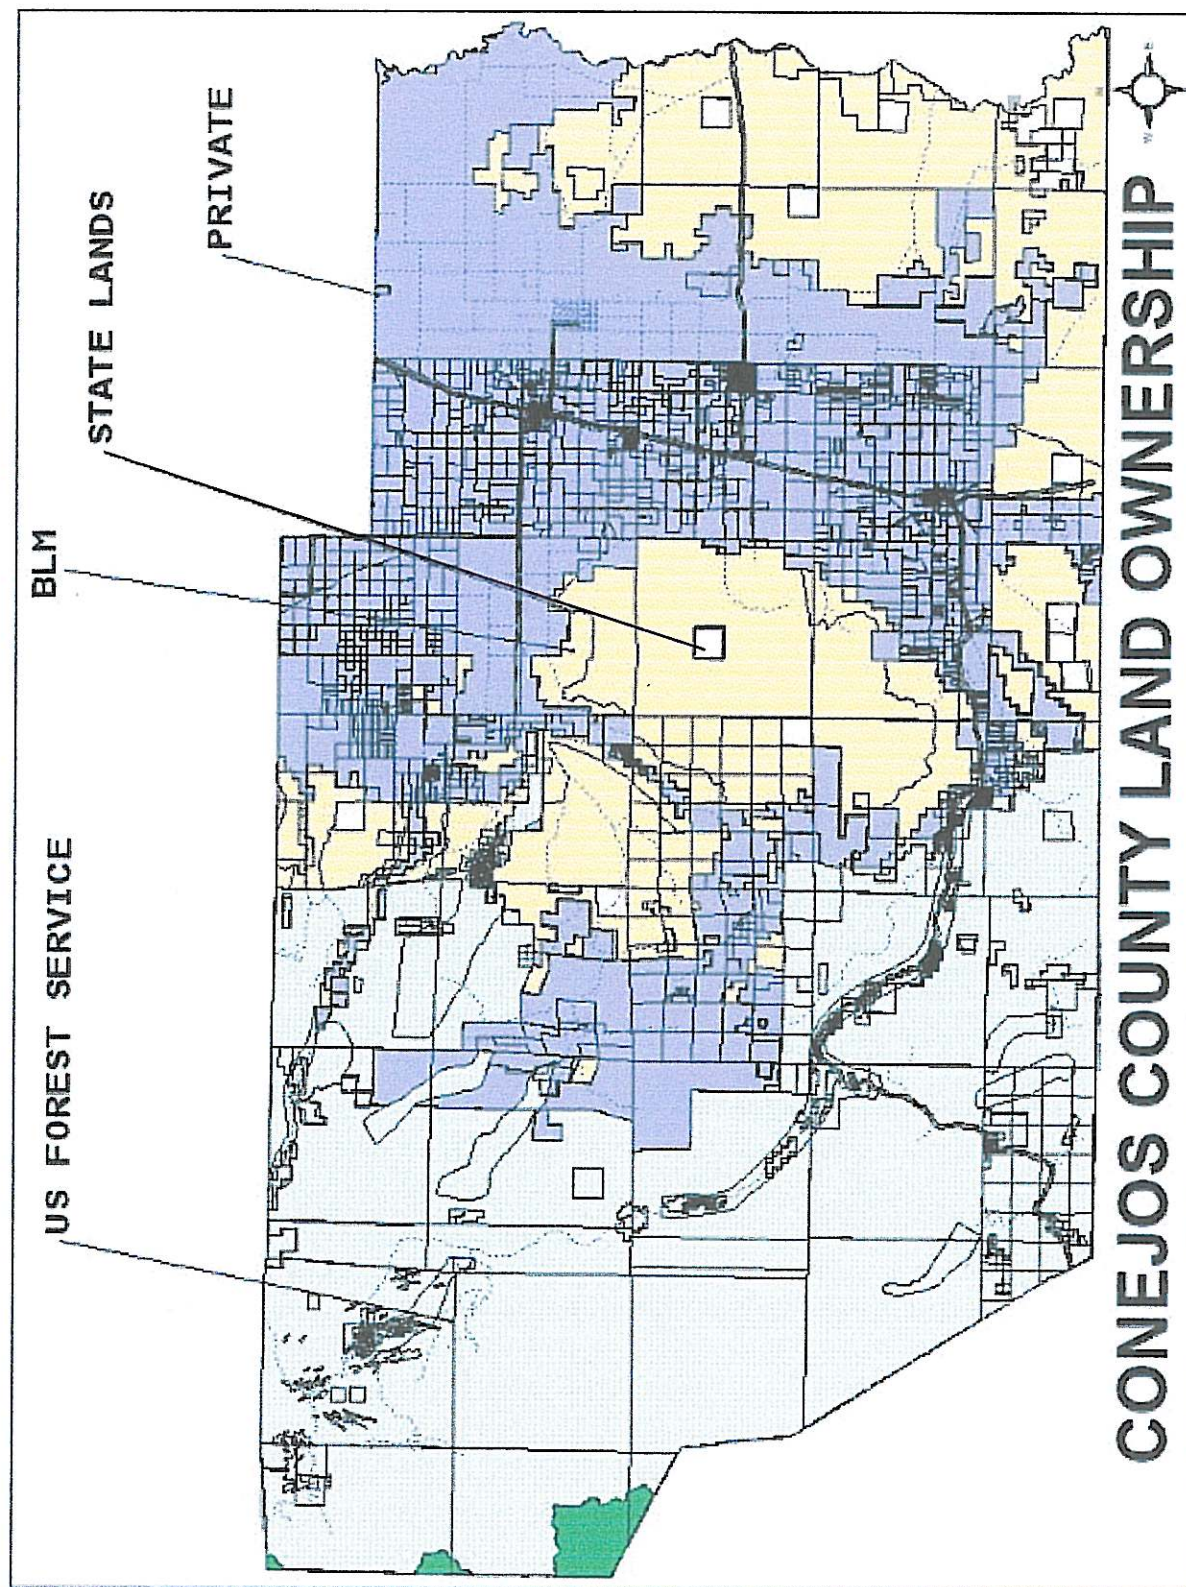 US FOREST SERVICE
BLM
STATE LANDS
PRIVATE
CONEJOS COUNTY LAND OWNERSHIP
W
E